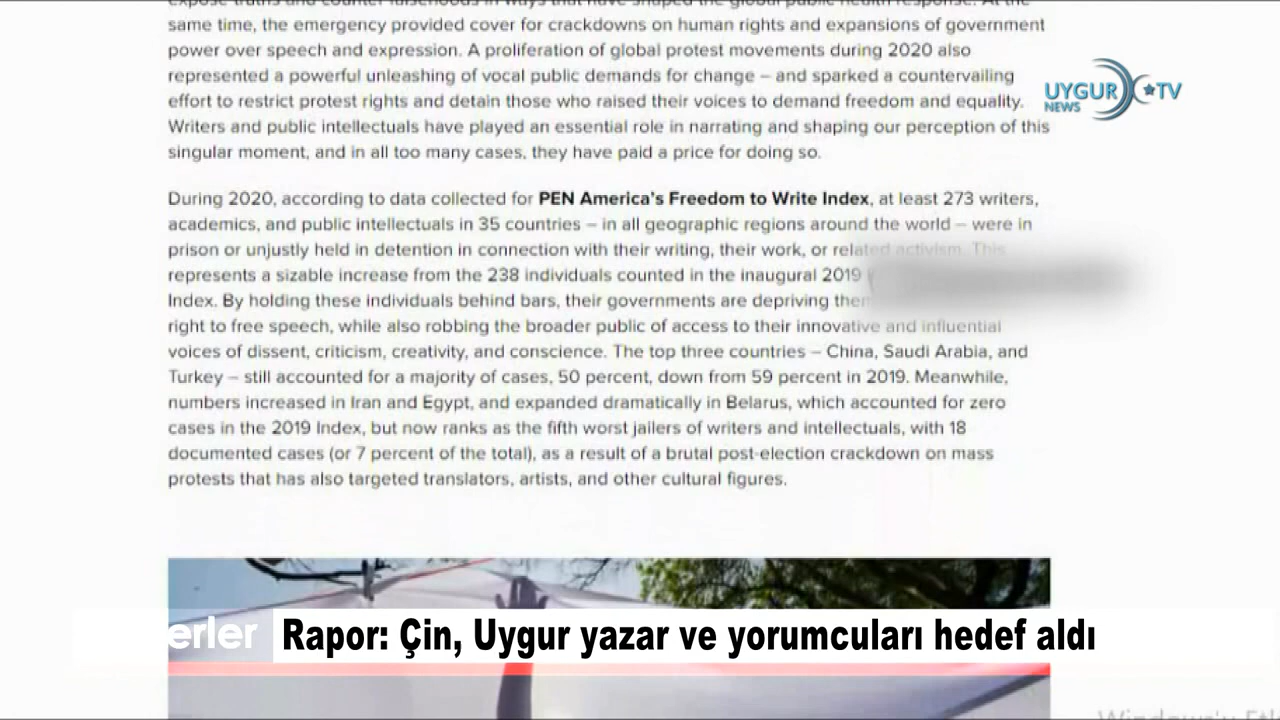 same time, the emergency provided cover for crackdowns on human rights and expansions of government
power over speech and expression. A proliferation of global protest movements during 2020 also
represented a powerful unleashing of vocal public demands for change – and sparked a countervailing
effort to restrict protest rights and detain those who raised their voices to demand freedom and equality.
Writers and public intellectuals have played an essential role in narrating and shaping our perception of this
singular moment, and in all too many cases, they have paid a price for doing so.
UYGUR TV
NEWS
During 2020, according to data collected for PEN America's Freedom to Write Index, at least 273 writers,
academics, and public intellectuals in 35 countries – in all geographic regions around the world – were in
prison or unjustly held in detention in connection with their writing, their work, or related activism. This
represents a sizable increase from the 238 individuals counted in the inaugural 2019
Index. By holding these individuals behind bars, their governments are depriving
right to free speech, while also robbing the broader public of access to their innovative and influential
voices of dissent, criticism, creativity, and conscience. The top three countries – China, Saudi Arabia, and
Turkey – still accounted for a majority of cases, 50 percent, down from 59 percent in 2019. Meanwhile,
numbers increased in Iran and Egypt, and expanded dramatically in Belarus, which accounted for zero
cases in the 2019 Index, but now ranks as the fifth worst jailers of writers and intellectuals, with 18
documented cases (or 7 percent of the total), as a result of a brutal post-election crackdown on mass
protests that has also targeted translators, artists, and other cultural figures.
erler Rapor: Çin, Uygur yazar ve yorumcuları hedef aldı